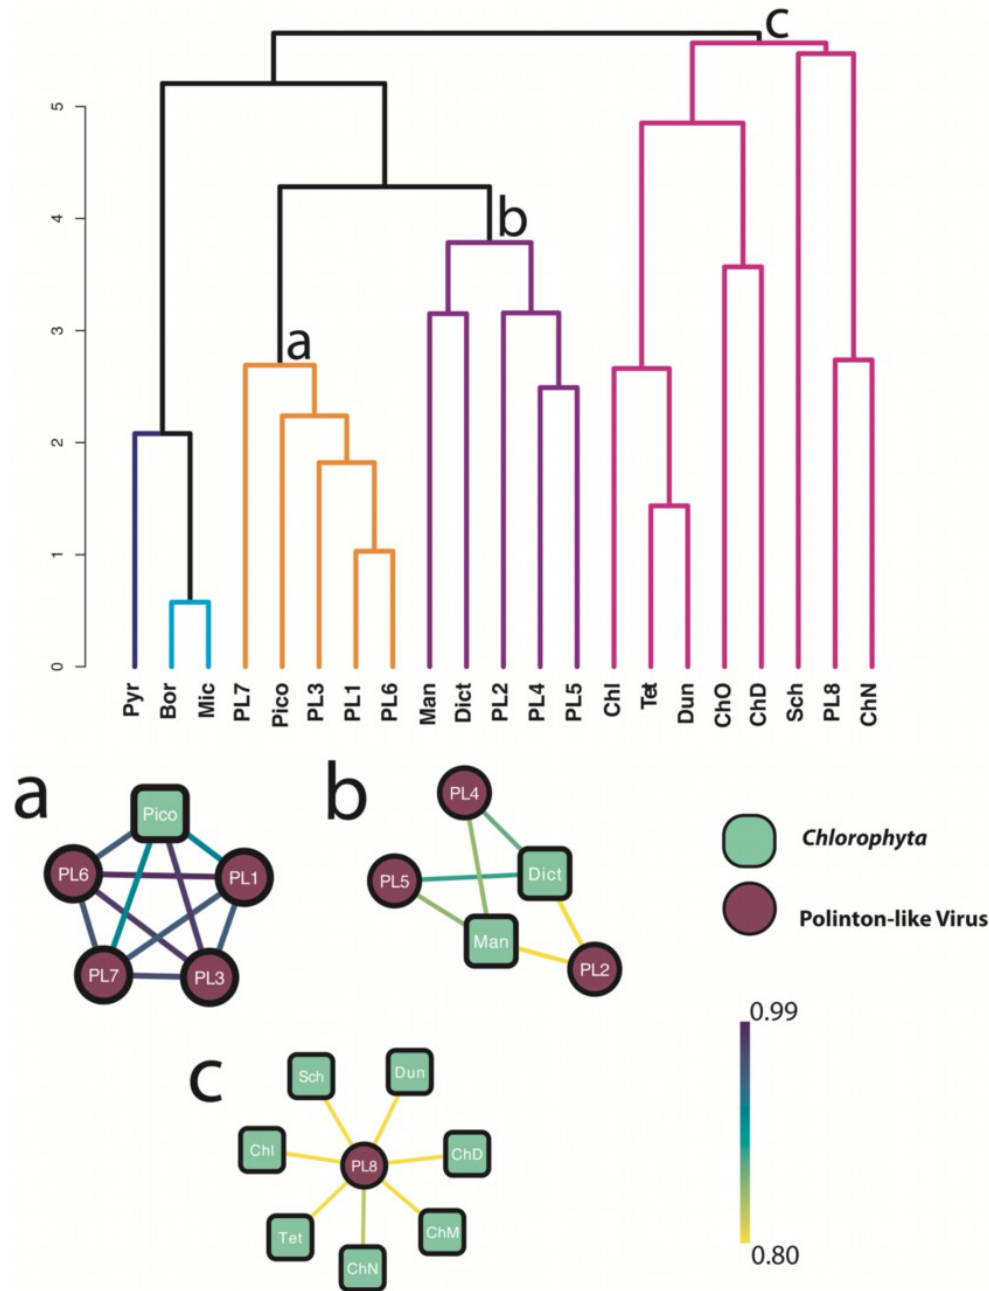 c
5
4
b
3
a
2
1
0
Pyr
Bor
Mic
PL7
Pico
PL3
PL1
PL6
Man
Dict
PL2
PL4
PL5
Chl
Tet
Dun
ChO
ChD
Sch
PL8
ChN
a
Pico
PL6
PL1
PL7
PL3
b
PL4
PL5
Dict
Man
PL2
Chlorophyta
Polinton-like Virus
0.99
0.80
c
Sch
Dun
Chl
PL8
ChD
Tet
ChM
ChN